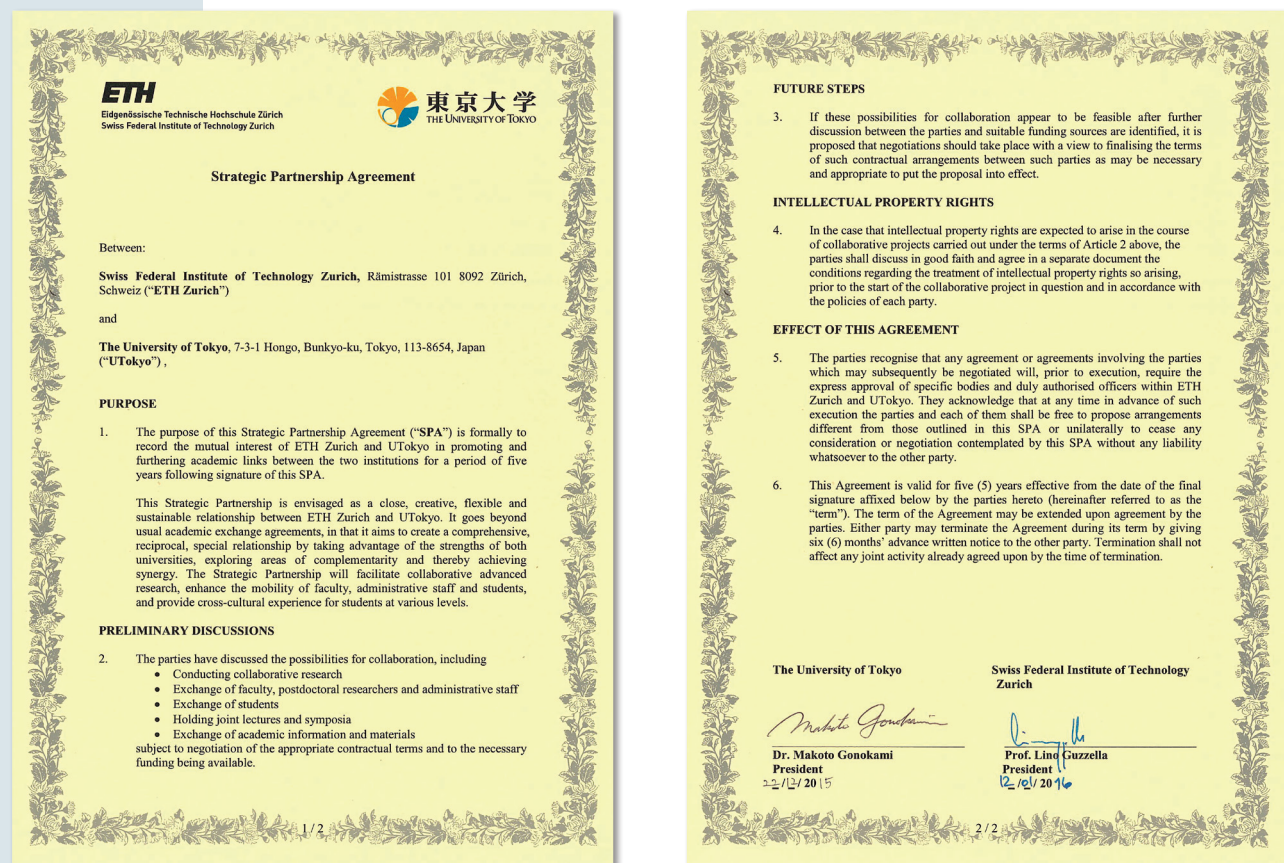 ETH
Eidgenössische Technische Hochschule Zürich
Swiss Federal Institute of Technology Zurich
東京大学
THE UNIVERSITY OF TOKYO
Strategic Partnership Agreement
Between:
Swiss Federal Institute of Technology Zurich, Rämistrasse 101 8092 Zürich,
Schweiz (“ETH Zurich”)
and
The University of Tokyo, 7-3-1 Hongo, Bunkyo-ku, Tokyo, 113-8654, Japan
(“UTokyo”) ,
PURPOSE
1. The purpose of this Strategic Partnership Agreement (“SPA”) is formally to
record the mutual interest of ETH Zurich and UTokyo in promoting and
furthering academic links between the two institutions for a period of five
years following signature of this SPA.
This Strategic Partnership is envisaged as a close, creative, flexible and
sustainable relationship between ETH Zurich and UTokyo. It goes beyond
usual academic exchange agreements, in that it aims to create a comprehensive,
reciprocal, special relationship by taking advantage of the strengths of both
universities, exploring areas of complementarity and thereby achieving
synergy. The Strategic Partnership will facilitate collaborative advanced
research, enhance the mobility of faculty, administrative staff and students,
and provide cross-cultural experience for students at various levels.
PRELIMINARY DISCUSSIONS
2. The parties have discussed the possibilities for collaboration, including
• Conducting collaborative research
• Exchange of faculty, postdoctoral researchers and administrative staff
• Exchange of students
• Holding joint lectures and symposia
• Exchange of academic information and materials
subject to negotiation of the appropriate contractual terms and to the necessary
funding being available.
1/2
FUTURE STEPS
3. If these possibilities for collaboration appear to be feasible after further
discussion between the parties and suitable funding sources are identified, it is
proposed that negotiations should take place with a view to finalising the terms
of such contractual arrangements between such parties as may be necessary
and appropriate to put the proposal into effect.
INTELLECTUAL PROPERTY RIGHTS
4. In the case that intellectual property rights are expected to arise in the course
of collaborative projects carried out under the terms of Article 2 above, the
parties shall discuss in good faith and agree in a separate document the
conditions regarding the treatment of intellectual property rights so arising,
prior to the start of the collaborative project in question and in accordance with
the policies of each party.
EFFECT OF THIS AGREEMENT
5. The parties recognise that any agreement or agreements involving the parties
which may subsequently be negotiated will, prior to execution, require the
express approval of specific bodies and duly authorised officers within ETH
Zurich and UTokyo. They acknowledge that at any time in advance of such
execution the parties and each of them shall be free to propose arrangements
different from those outlined in this SPA or unilaterally to cease any
consideration or negotiation contemplated by this SPA without any liability
whatsoever to the other party.
6. This Agreement is valid for five (5) years effective from the date of the final
signature affixed below by the parties hereto (hereinafter referred to as the
“term”). The term of the Agreement may be extended upon agreement by the
parties. Either party may terminate the Agreement during its term by giving
six (6) months’ advance written notice to the other party. Termination shall not
affect any joint activity already agreed upon by the time of termination.
The University of Tokyo
Swiss Federal Institute of Technology
Zurich
Makoto Gonokami
Dr. Makoto Gonokami
President
22/12/2015
Prof. Lino Guzzella
President
12/01/2016
2/2